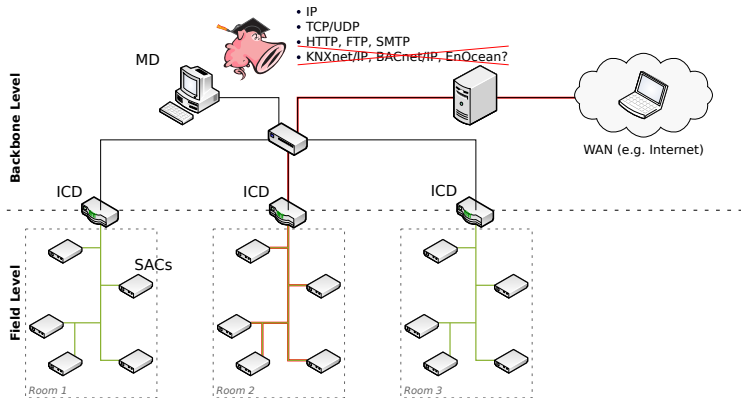 • IP
• TCP/UDP
• HTTP, FTP, SMTP
• KNXnet/IP, BACnet/IP, EnOcean?
MD
Backbone Level
WAN (e.g. Internet)
ICD
ICD
ICD
SACs
Field Level
Room 1
Room 2
Room 3